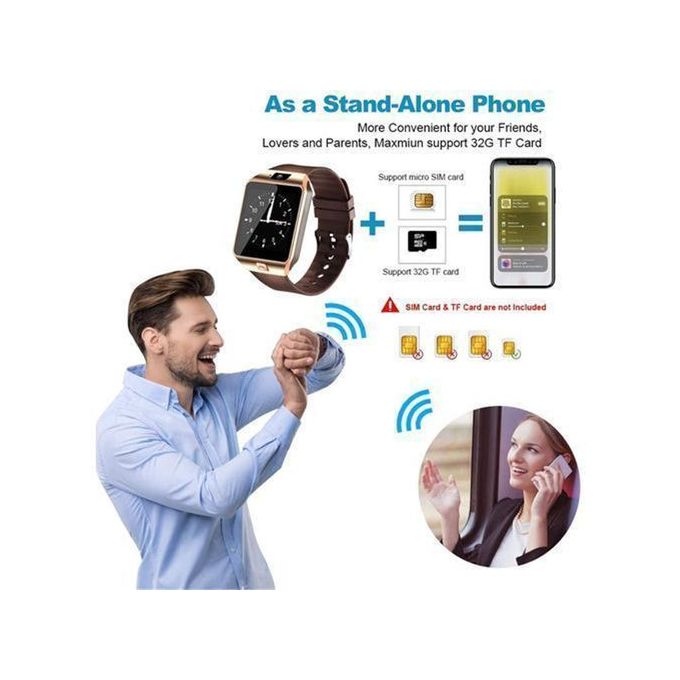 As a Stand-Alone Phone
More Convenient for your Friends,
Lovers and Parents, Maxmiun support 32G TF Card
Support micro SIM card
Support 32G TF card
SIM Card & TF Card are not Included